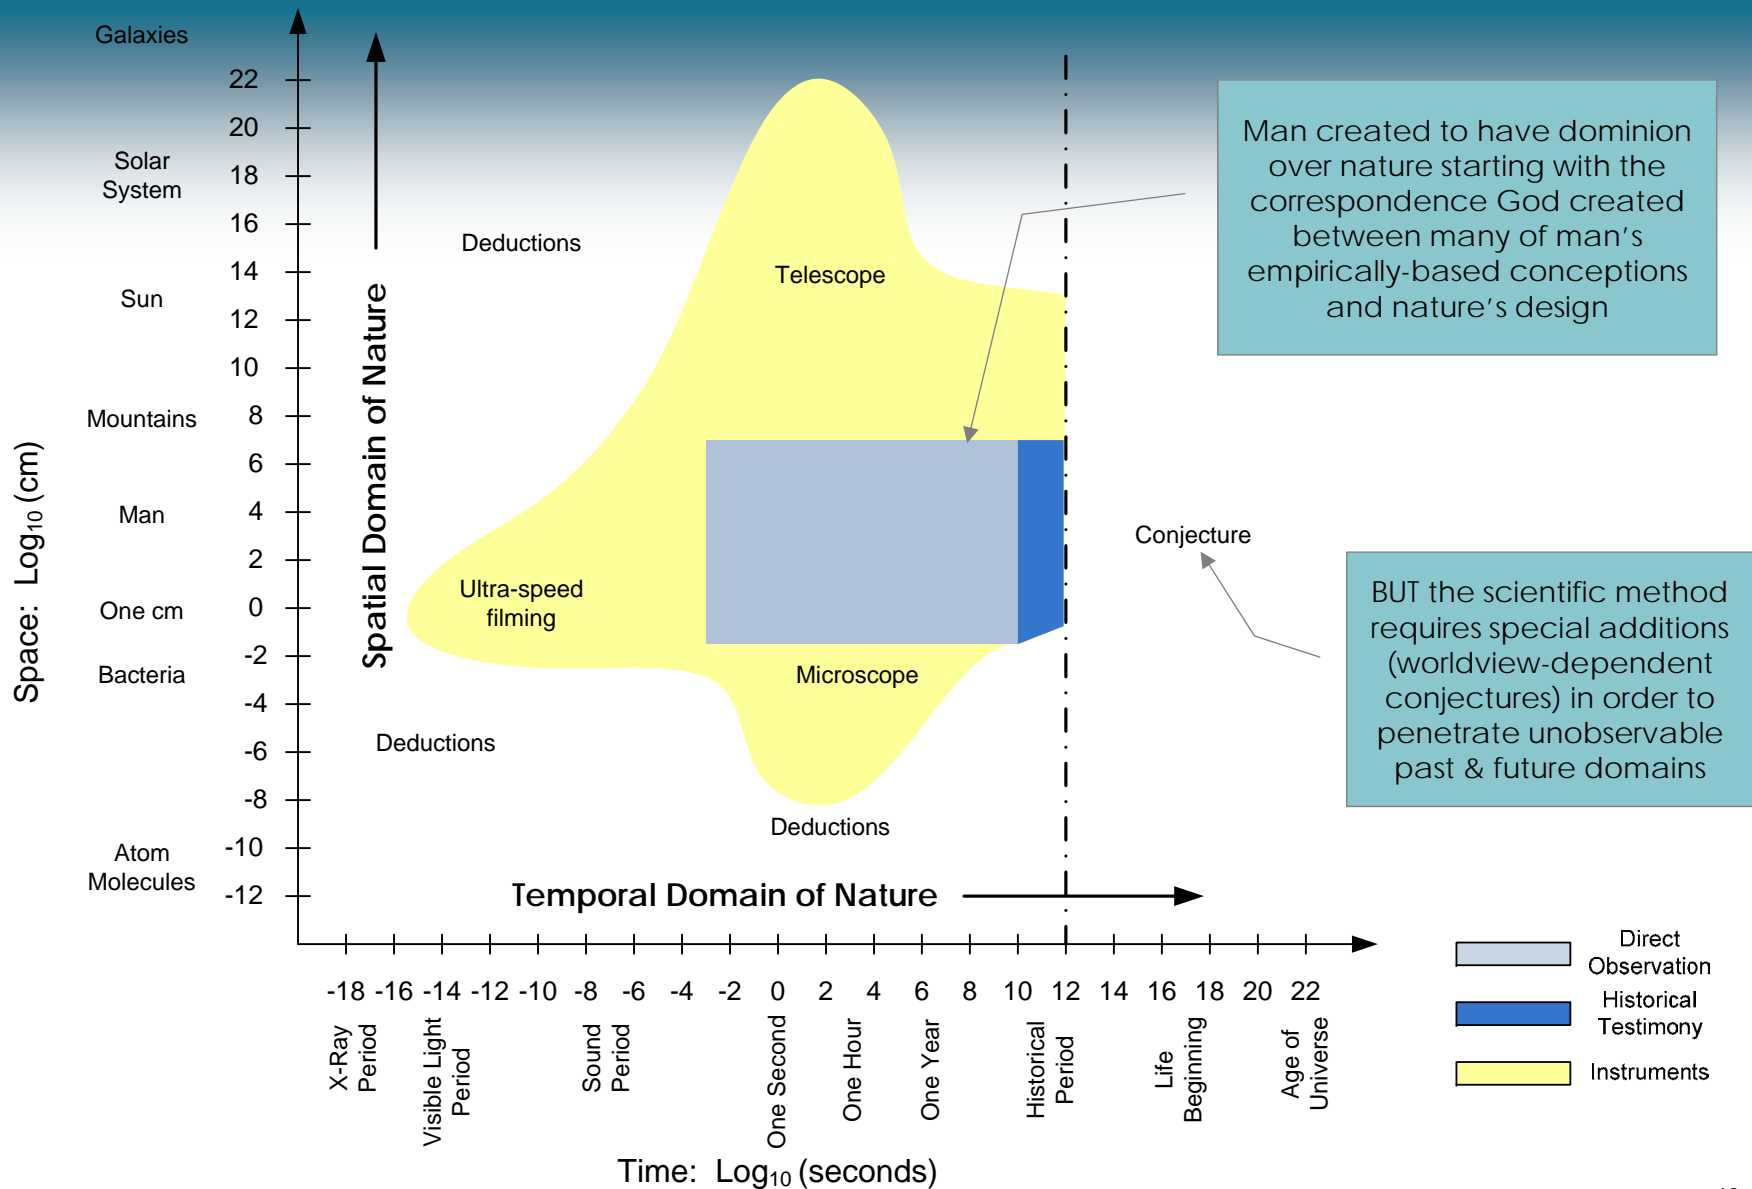 Galaxies
Solar
System
Sun
Mountains
Man
One cm
Bacteria
Atom
Molecules
Space: Log10 (cm)
22
20
18
16
14
12
10
8
6
4
2
0
-2
-4
-6
-8
-10
-12
Spatial Domain of Nature
Deductions
Telescope
Ultra-speed
filming
Microscope
Deductions
Deductions
Conjecture
Temporal Domain of Nature
Man created to have dominion
over nature starting with the
correspondence God created
between many of man's
empirically-based conceptions
and nature's design
BUT the scientific method
requires special additions
(worldview-dependent
conjectures) in order to
penetrate unobservable
past & future domains
-18 -16 -14 -12 -10 -8 -6 -4 -2 0 2 4 6 8 10 12 14 16 18 20 22
X-Ray
Period
Visible Light
Period
Sound
Period
One Second
One Hour
One Year
Historical
Period
Life
Beginning
Age of
Universe
Time: Log10 (seconds)
Direct
Observation
Historical
Testimony
Instruments